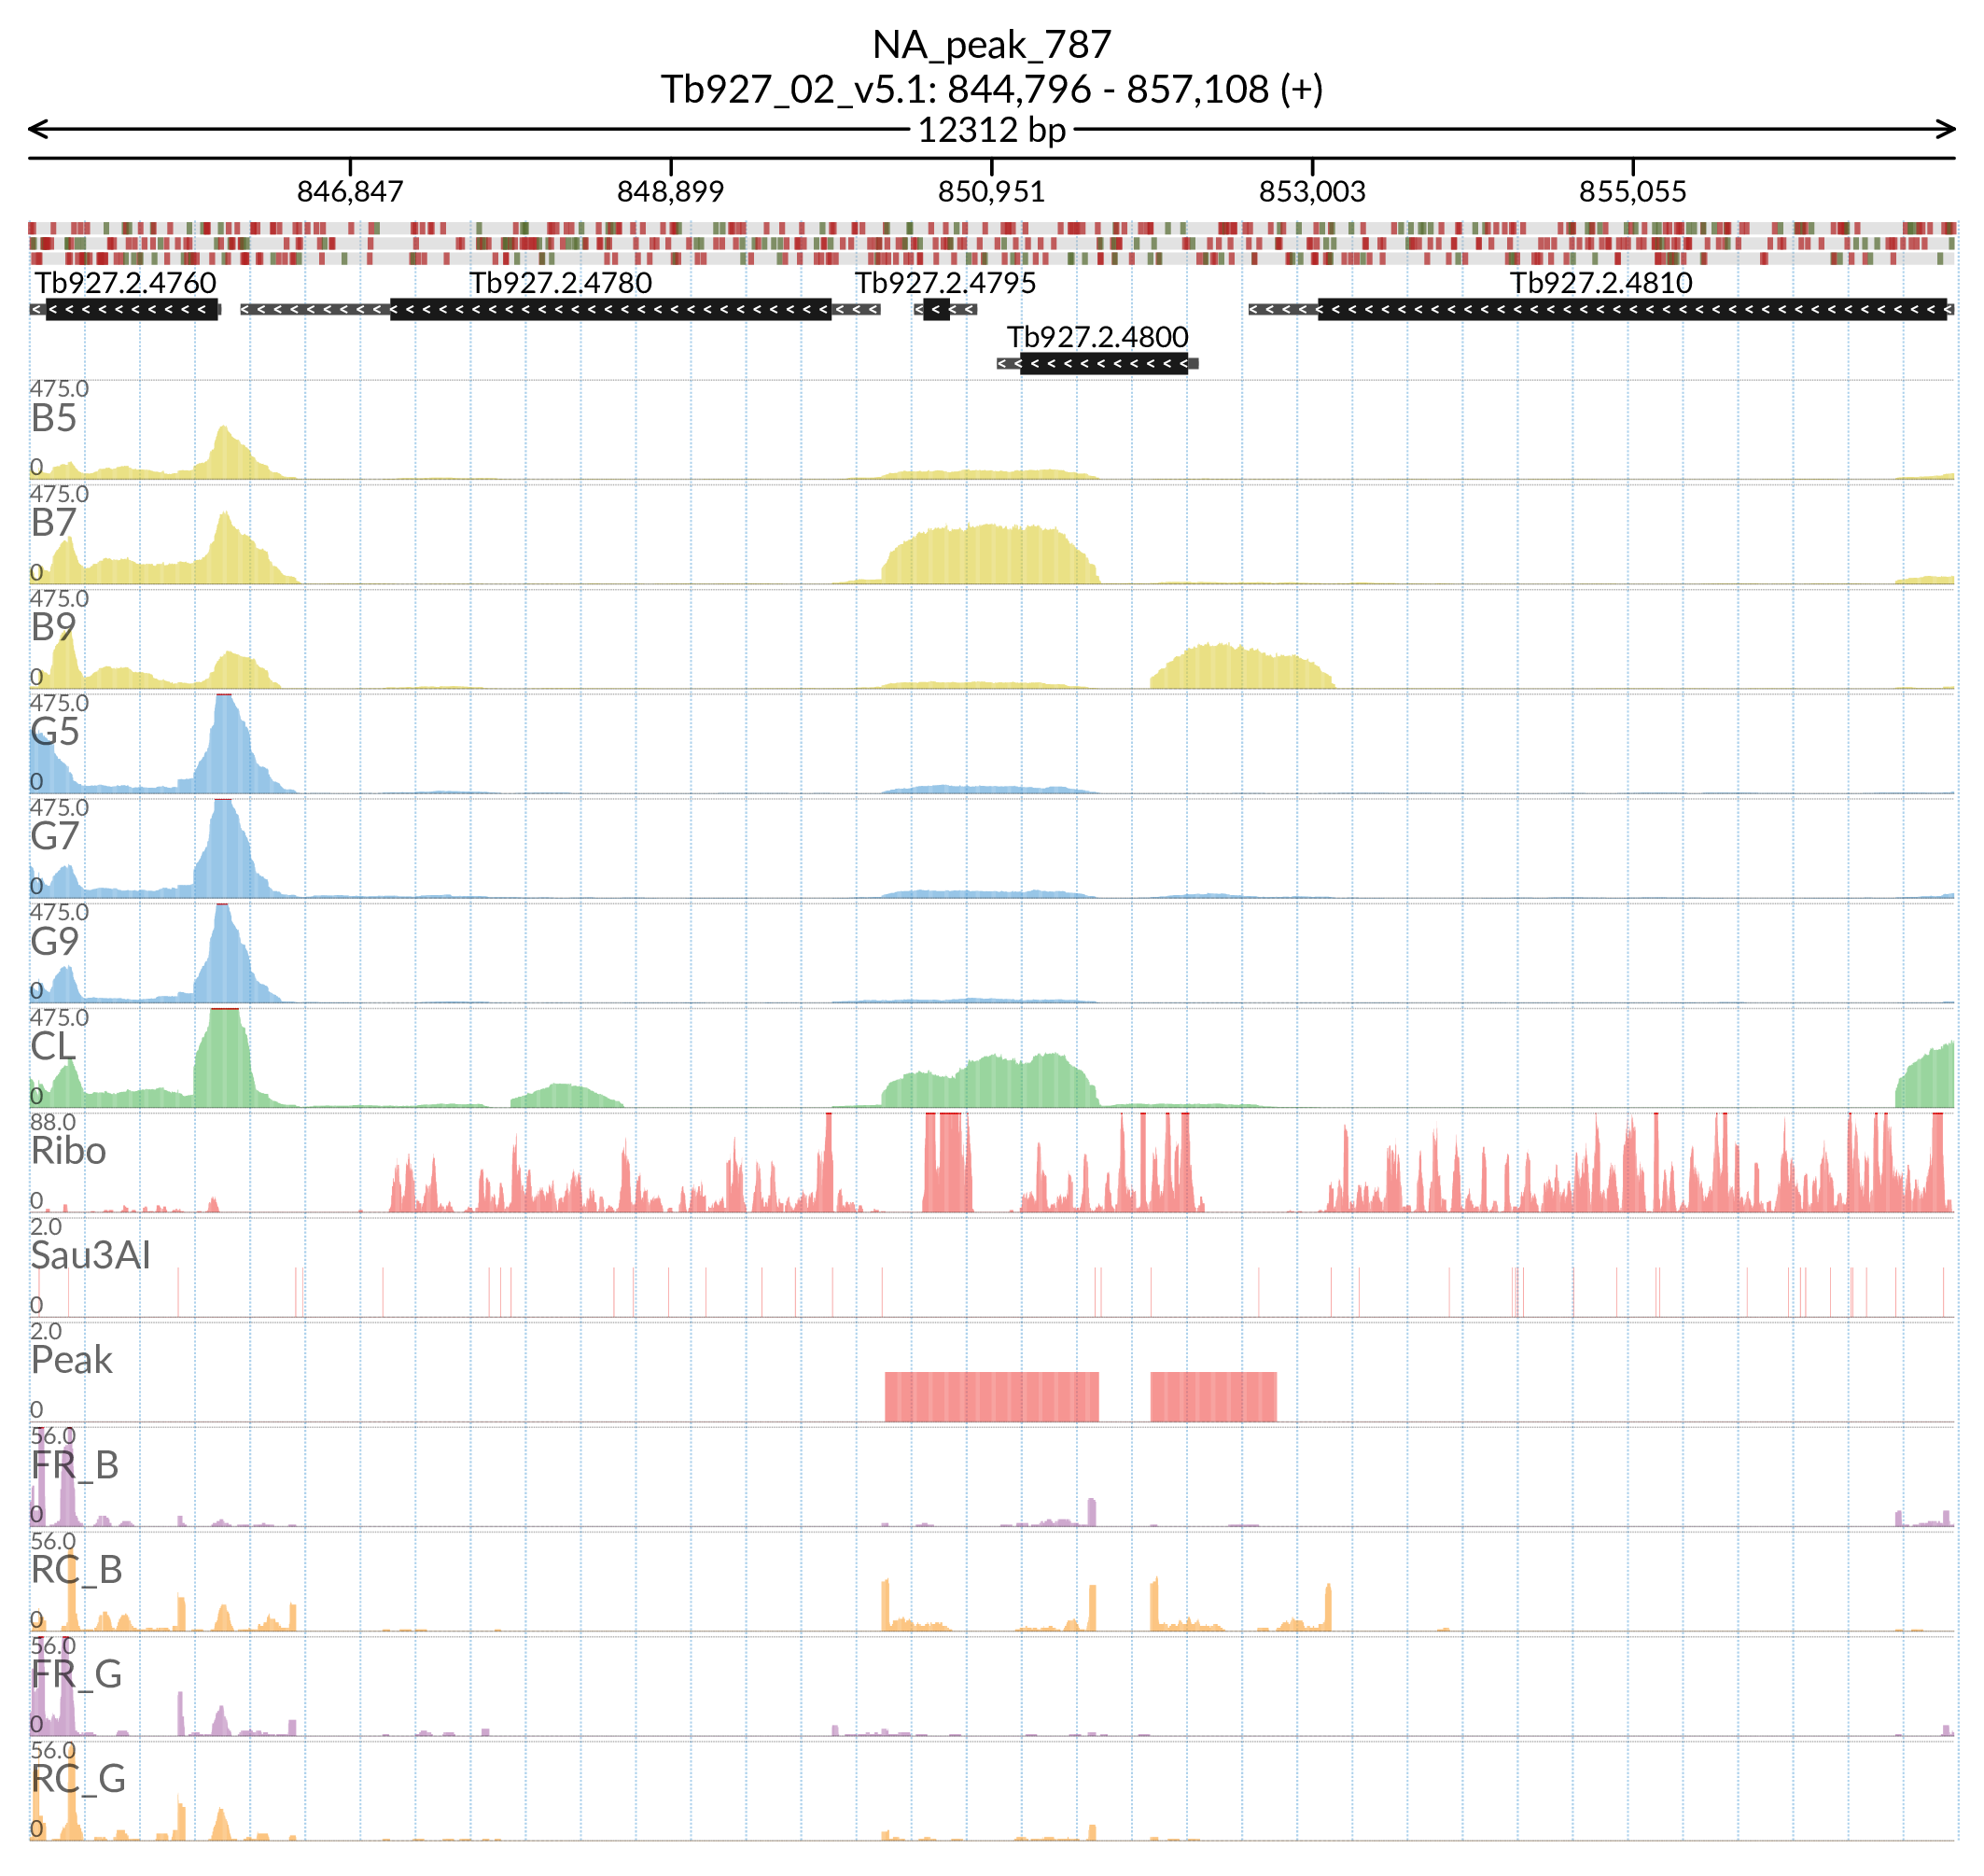 NA_peak_787
Tb927_02_v5.1: 844,796 - 857,108 (+)
12312 bp
846,847 848,899 850,951 853,003 855,055
Tb927.2.4760 Tb927.2.4780 Tb927.2.4795 Tb927.2.4810
Tb927.2.4800
475.0
B5
0
475.0
B7
0
475.0
B9
0
475.0
G5
0
475.0
G7
0
475.0
G9
0
475.0
CL
0
88.0
Ribo
0
2.0
Sau3AI
0
2.0
Peak
0
56.0
FR_B
0
56.0
RC_B
0
56.0
FR_G
0
56.0
RC_G
0